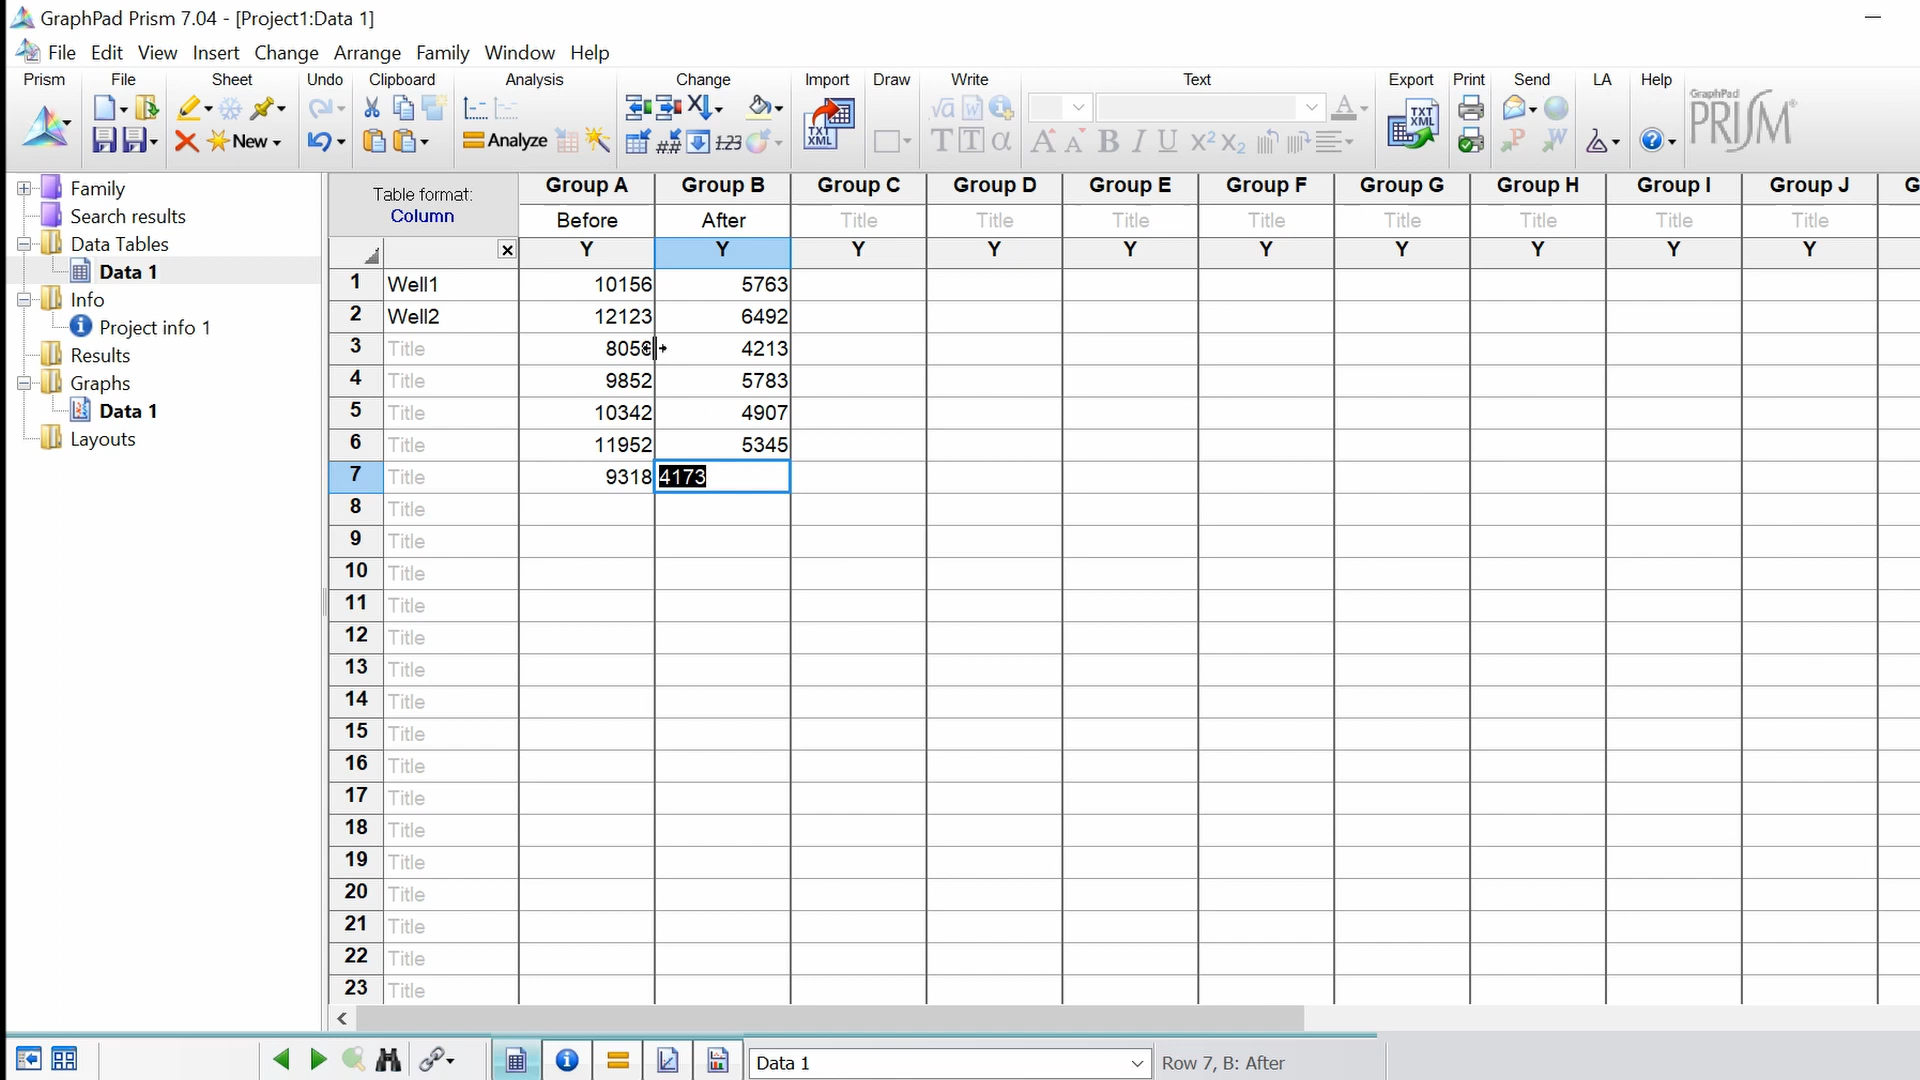 GraphPad Prism 7.04 - [Project1:Data 1]
File Edit View Insert Change Arrange Family Window Help
Prism File Sheet Undo Clipboard Analysis Change Import Draw Write Text Export Print Send LA Help
New Analyze
GraphPad PRISM
Family
Search results
Data Tables
Data 1
Info
Project info 1
Results
Graphs
Data 1
Layouts
Table format:
Column
Group A Group B Group C Group D Group E Group F Group G Group H Group I Group J G
Before After Title Title Title Title Title Title Title Title
Y Y Y Y Y Y Y Y Y Y
1 Well1 10156 5763
2 Well2 12123 6492
3 Title 4213
4 Title 9852 5783
5 Title 10342 4907
6 Title 11952 5345
7 Title 9318 4173
8 Title
9 Title
10 Title
11 Title
12 Title
13 Title
14 Title
15 Title
16 Title
17 Title
18 Title
19 Title
20 Title
21 Title
22 Title
23 Title
Data 1 Row 7, B: After